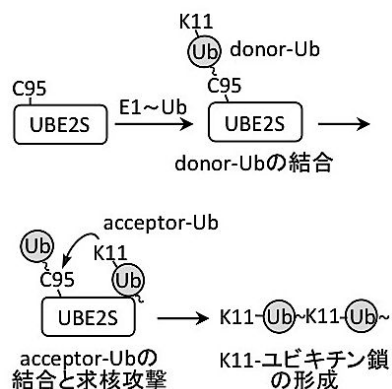 K11
Ub
donor-Ub
C95
C95
UBE2S
E1~Ub
UBE2S
donor-Ubの結合
Ub
acceptor-Ub
K11
C95
Ub
UBE2S
K11-Ub~K11-Ub~
acceptor-Ubの
結合と求核攻撃
K11-ユビキチン鎖
の形成